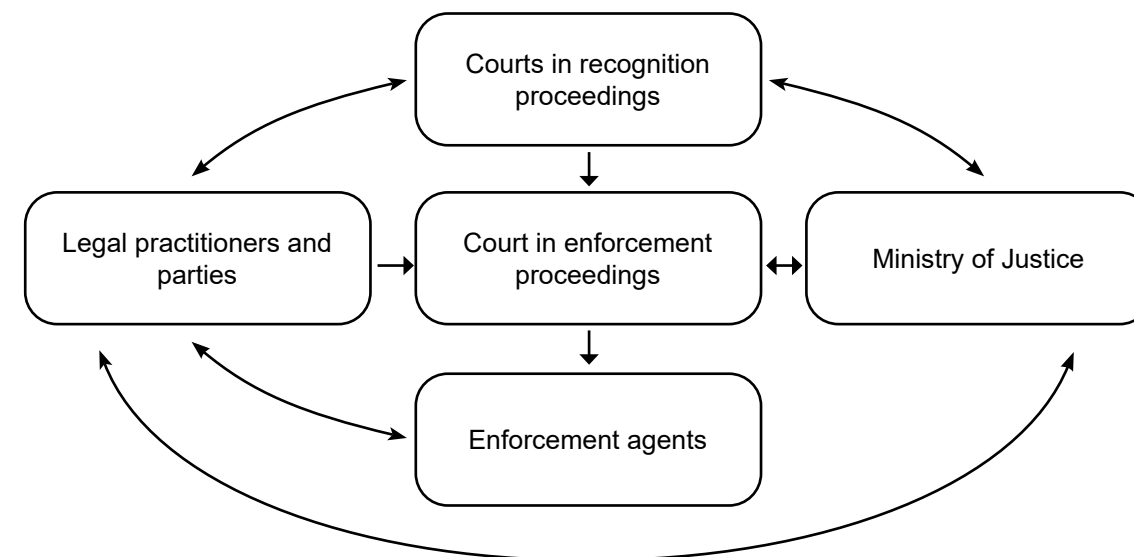 Courts in recognition
proceedings
Legal practitioners and
parties
Court in enforcement
proceedings
Ministry of Justice
Enforcement agents